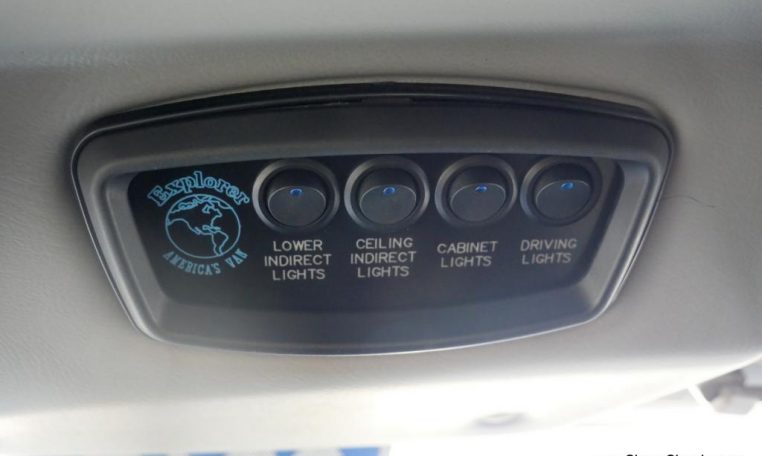 Explorer
AMERICA'S VAN
LOWER
INDIRECT
LIGHTS
CEILING
INDIRECT
LIGHTS
CABINET
LIGHTS
DRIVING
LIGHTS